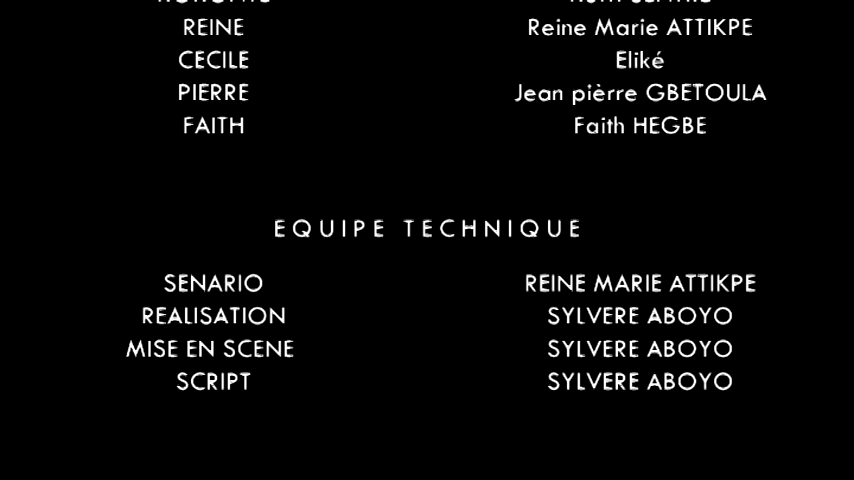 REINE Reine Marie ATTIKPE
CECILE Eliké
PIERRE Jean pièrre GBETOULA
FAITH Faith HEGBE
EQUIPE TECHNIQUE
SENARIO REINE MARIE ATTIKPE
REALISATION SYLVERE ABOYO
MISE EN SCENE SYLVERE ABOYO
SCRIPT SYLVERE ABOYO